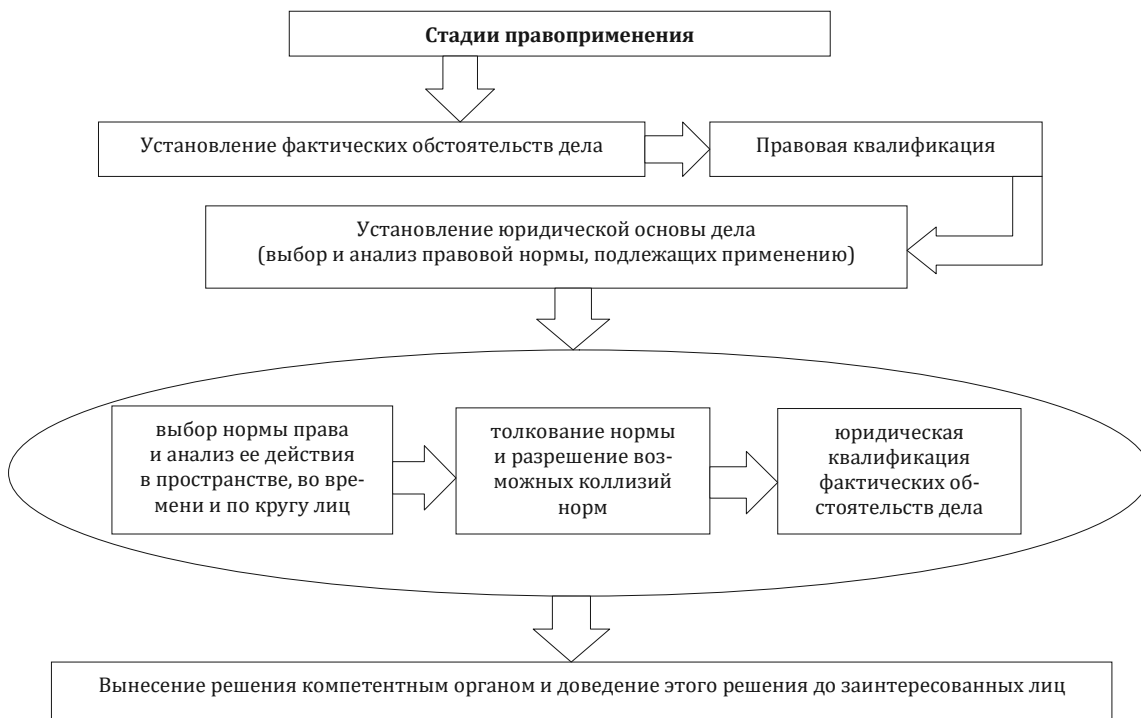 Стадии правоприменения
Установление фактических обстоятельств дела
Правовая квалификация
Установление юридической основы дела
(выбор и анализ правовой нормы, подлежащих применению)
выбор нормы права
и анализ ее действия
в пространстве, во вре-
мени и по кругу лиц
толкование нормы
и разрешение воз-
можных коллизий
норм
юридическая
квалификация
фактических об-
стоятельств дела
Вынесение решения компетентным органом и доведение этого решения до заинтересованных лиц